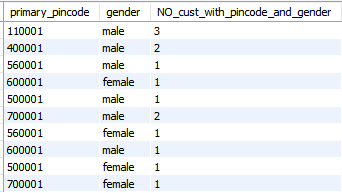 primary_pincode gender NO_cust_with_pincode_and_gender
110001 male 3
400001 male 2
560001 male 1
600001 female 1
500001 male 1
700001 male 2
560001 female 1
600001 male 1
500001 female 1
700001 female 1